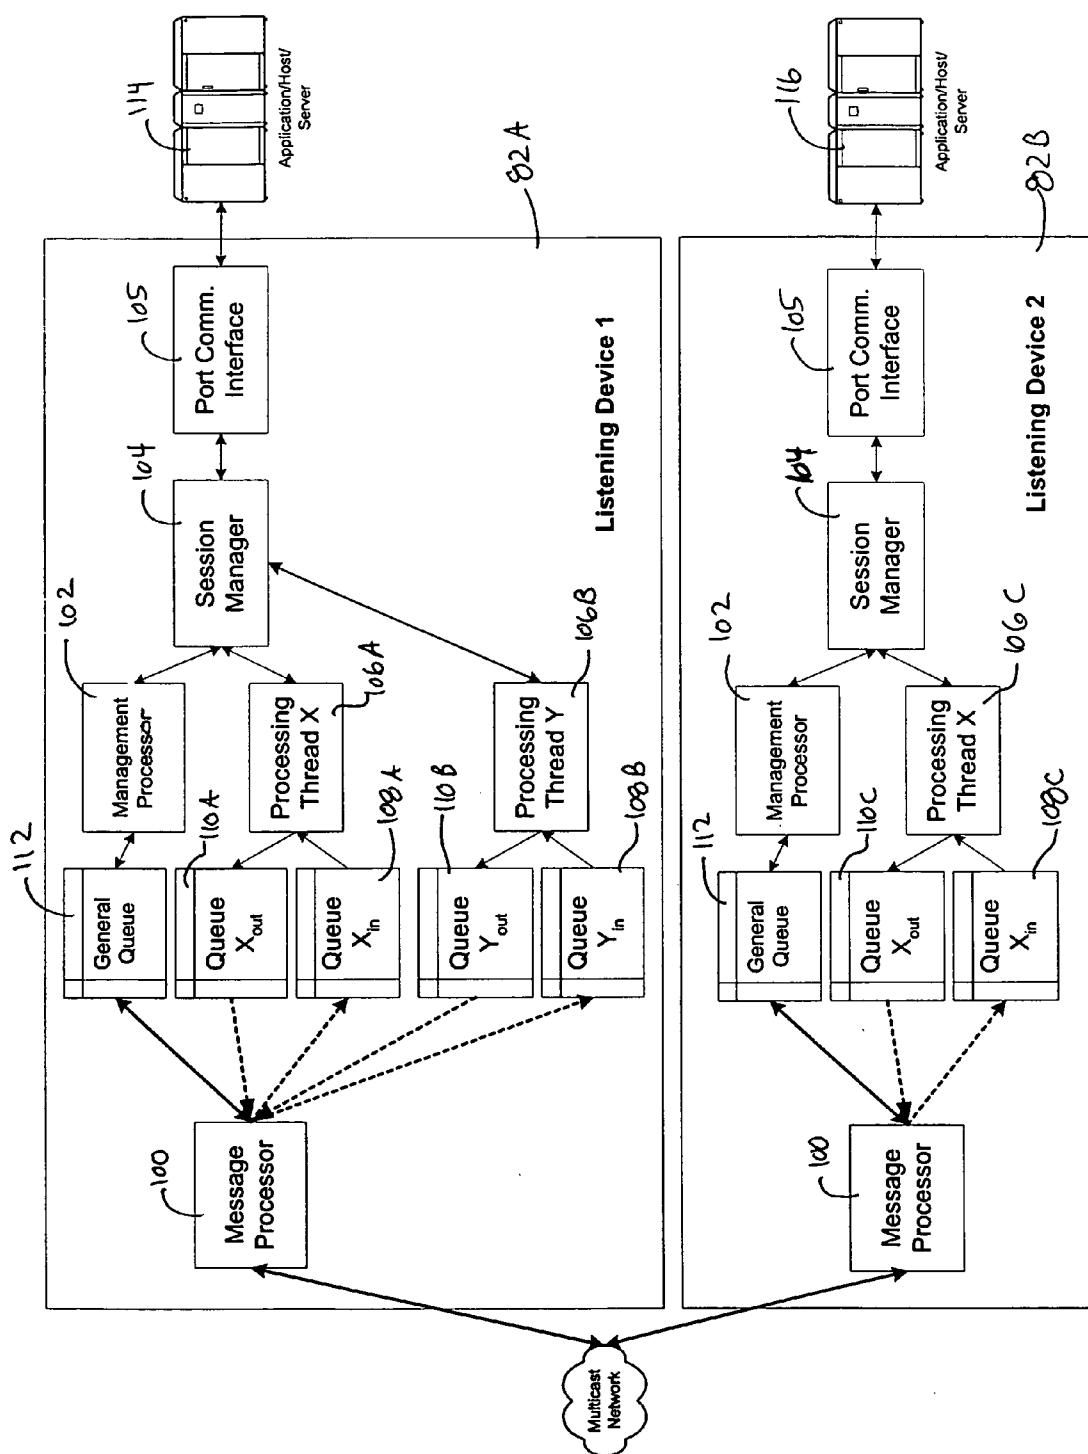 Multicast
Network
100
Message
Processor
112
General
Queue
110A
Queue
Xout
Queue
Xin
108A
110B
Queue
Yout
Queue
Yin
108B
102
Management
Processor
Processing
Thread X
106A
Processing
Thread Y
106B
104
Session
Manager
105
Port Comm.
Interface
Listening Device 1
82A
114
Application/Host/
Server
100
Message
Processor
112
General
Queue
110C
Queue
Xout
Queue
Xin
108C
102
Management
Processor
Processing
Thread X
106C
104
Session
Manager
105
Port Comm.
Interface
Listening Device 2
82B
116
Application/Host/
Server